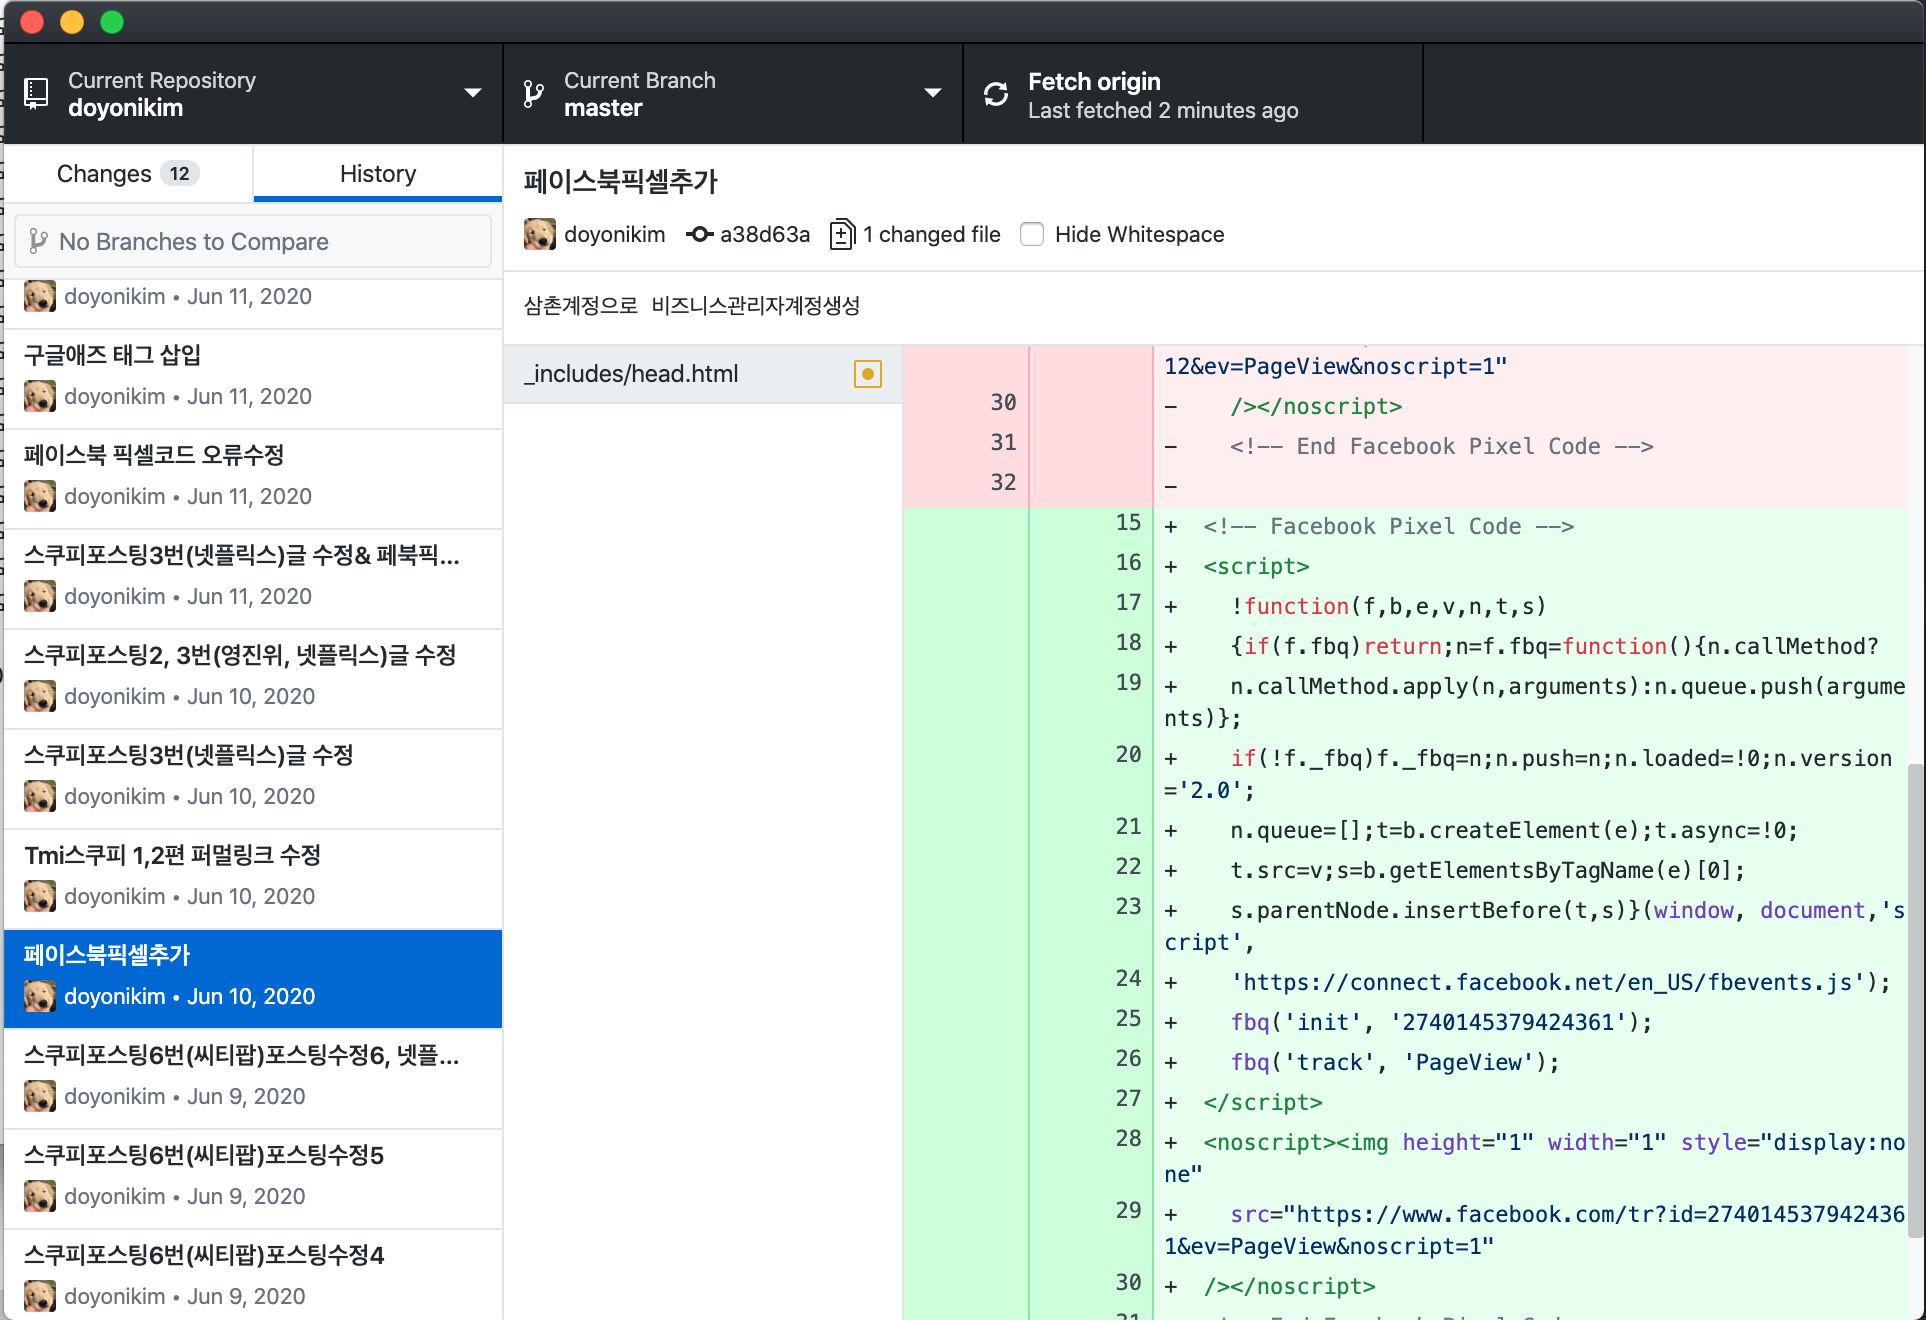 Current Repository
doyonikim
Current Branch
master
Fetch origin
Last fetched 2 minutes ago
Changes 12
History
No Branches to Compare
doyonikim • Jun 11, 2020
구글애즈 태그 삽입
doyonikim • Jun 11, 2020
페이스북 픽셀코드 오류수정
doyonikim • Jun 11, 2020
스쿠피포스팅3번(넷플릭스)글 수정& 페북픽...
doyonikim • Jun 11, 2020
스쿠피포스팅2, 3번(영진위, 넷플릭스)글 수정
doyonikim • Jun 10, 2020
스쿠피포스팅3번(넷플릭스)글 수정
doyonikim • Jun 10, 2020
Tmi스쿠피 1,2편 퍼멀링크 수정
doyonikim • Jun 10, 2020
페이스북픽셀추가
doyonikim • Jun 10, 2020
스쿠피포스팅6번(씨티팝)포스팅수정6, 넷플...
doyonikim • Jun 9, 2020
스쿠피포스팅6번(씨티팝)포스팅수정5
doyonikim • Jun 9, 2020
스쿠피포스팅6번(씨티팝)포스팅수정4
doyonikim • Jun 9, 2020
페이스북픽셀추가
doyonikim a38d63a 1 changed file Hide Whitespace
삼촌계정으로 비즈니스관리자계정생성
_includes/head.html
12&ev=PageView&noscript=1"
30 - /></noscript>
31 - <!-- End Facebook Pixel Code -->
32 -
15 + <!-- Facebook Pixel Code -->
16 + <script>
17 + !function(f,b,e,v,n,t,s)
18 + {if(f.fbq)return;n=f.fbq=function(){n.callMethod?
19 + n.callMethod.apply(n,arguments):n.queue.push(argume
nts)};
20 + if(!f._fbq)f._fbq=n;n.push=n;n.loaded=!0;n.version
='2.0';
21 + n.queue=[];t=b.createElement(e);t.async=!0;
22 + t.src=v;s=b.getElementsByTagName(e)[0];
23 + s.parentNode.insertBefore(t,s)}(window, document,'s
cript',
24 + 'https://connect.facebook.net/en_US/fbevents.js');
25 + fbq('init', '2740145379424361');
26 + fbq('track', 'PageView');
27 + </script>
28 + <noscript><img height="1" width="1" style="display:no
ne"
29 + src="https://www.facebook.com/tr?id=274014537942436
1&ev=PageView&noscript=1"
30 + /></noscript>